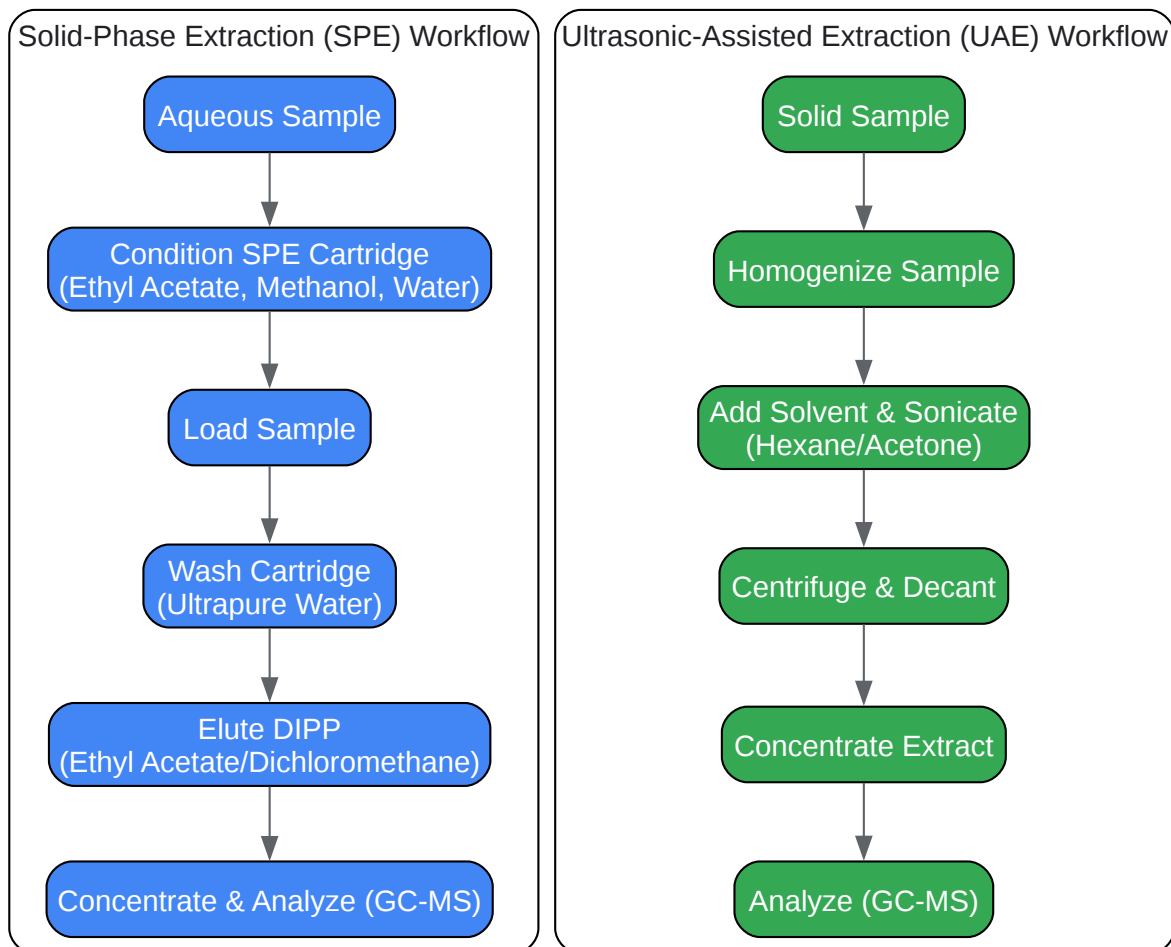 Solid-Phase Extraction (SPE) Workflow
Aqueous Sample
Condition SPE Cartridge
(Ethyl Acetate, Methanol, Water)
Load Sample
Wash Cartridge
(Ultrapure Water)
Elute DIPP
(Ethyl Acetate/Dichloromethane)
Concentrate & Analyze (GC-MS)
Ultrasonic-Assisted Extraction (UAE) Workflow
Solid Sample
Homogenize Sample
Add Solvent & Sonicate
(Hexane/Acetone)
Centrifuge & Decant
Concentrate Extract
Analyze (GC-MS)